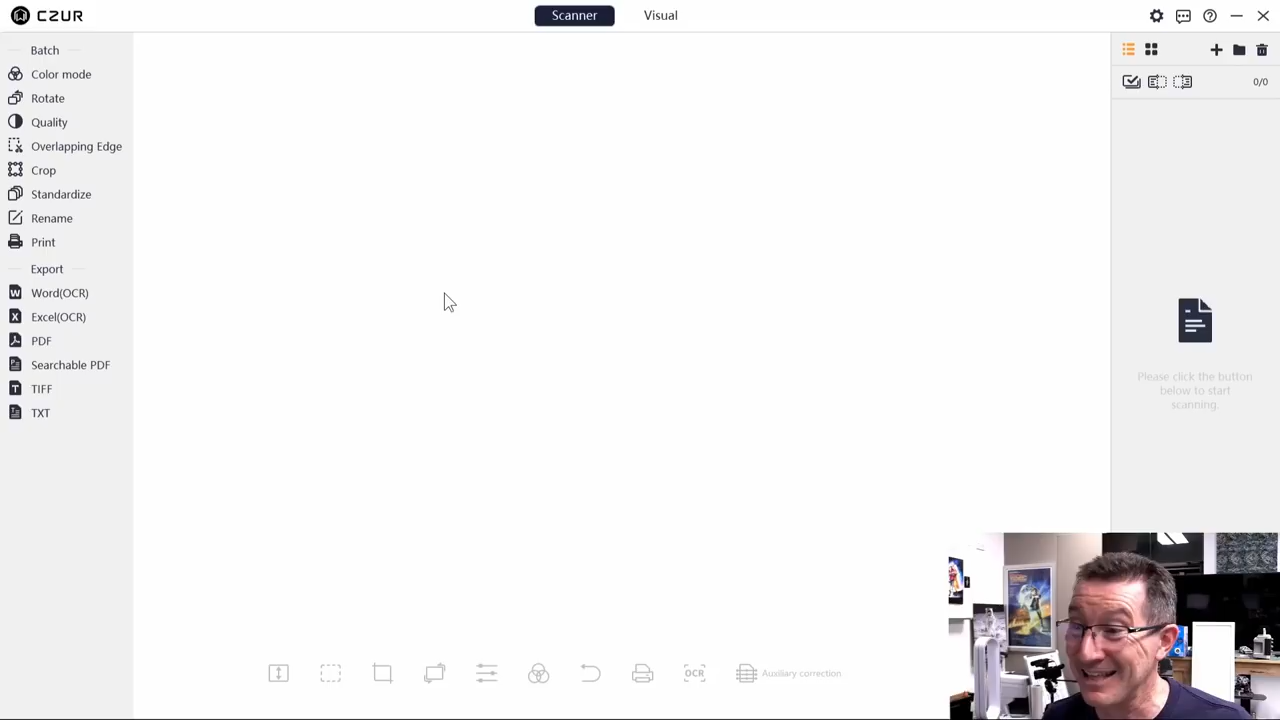 CZUR
Scanner
Visual
Batch
Color mode
Rotate
Quality
Overlapping Edge
Crop
Standardize
Rename
Print
Export
Word(OCR)
Excel(OCR)
PDF
Searchable PDF
TIFF
TXT
0/0
Please click the button
below to start
scanning.
OCR
Auxiliary correction